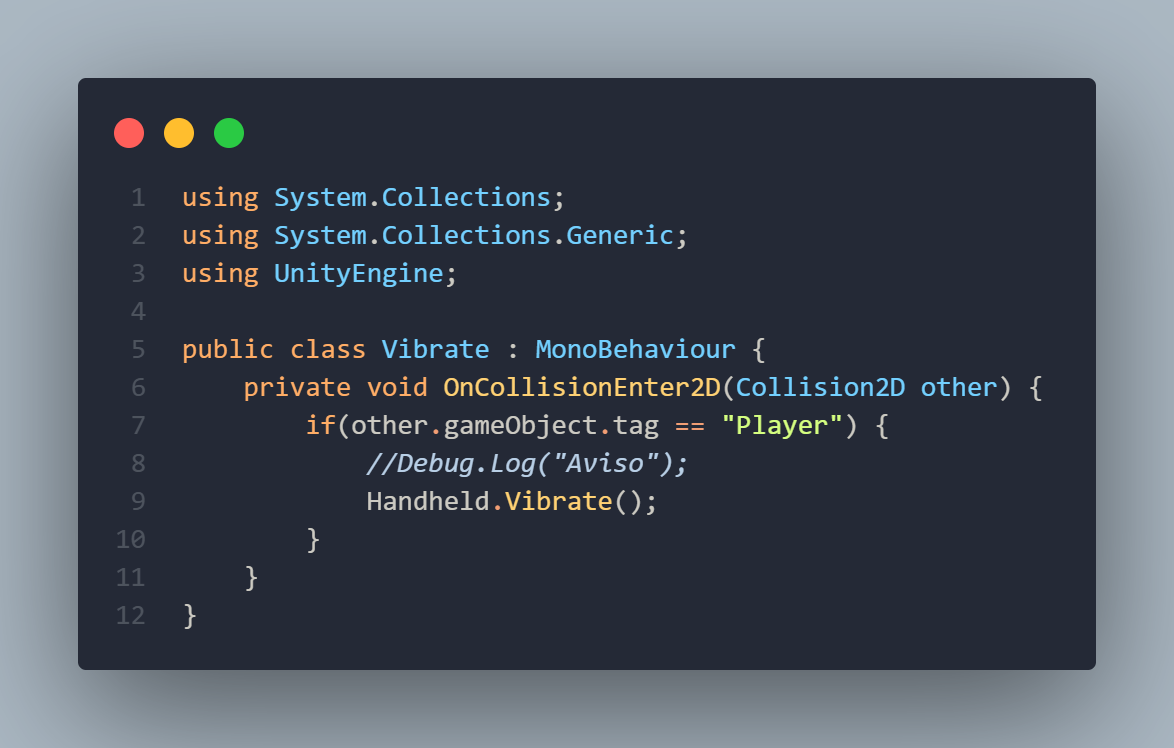 1 using System.Collections;
2 using System.Collections.Generic;
3 using UnityEngine;
4
5 public class Vibrate : MonoBehaviour {
6     private void OnCollisionEnter2D(Collision2D other) {
7         if(other.gameObject.tag == "Player") {
8             //Debug.Log("Aviso");
9             Handheld.Vibrate();
10         }
11     }
12 }